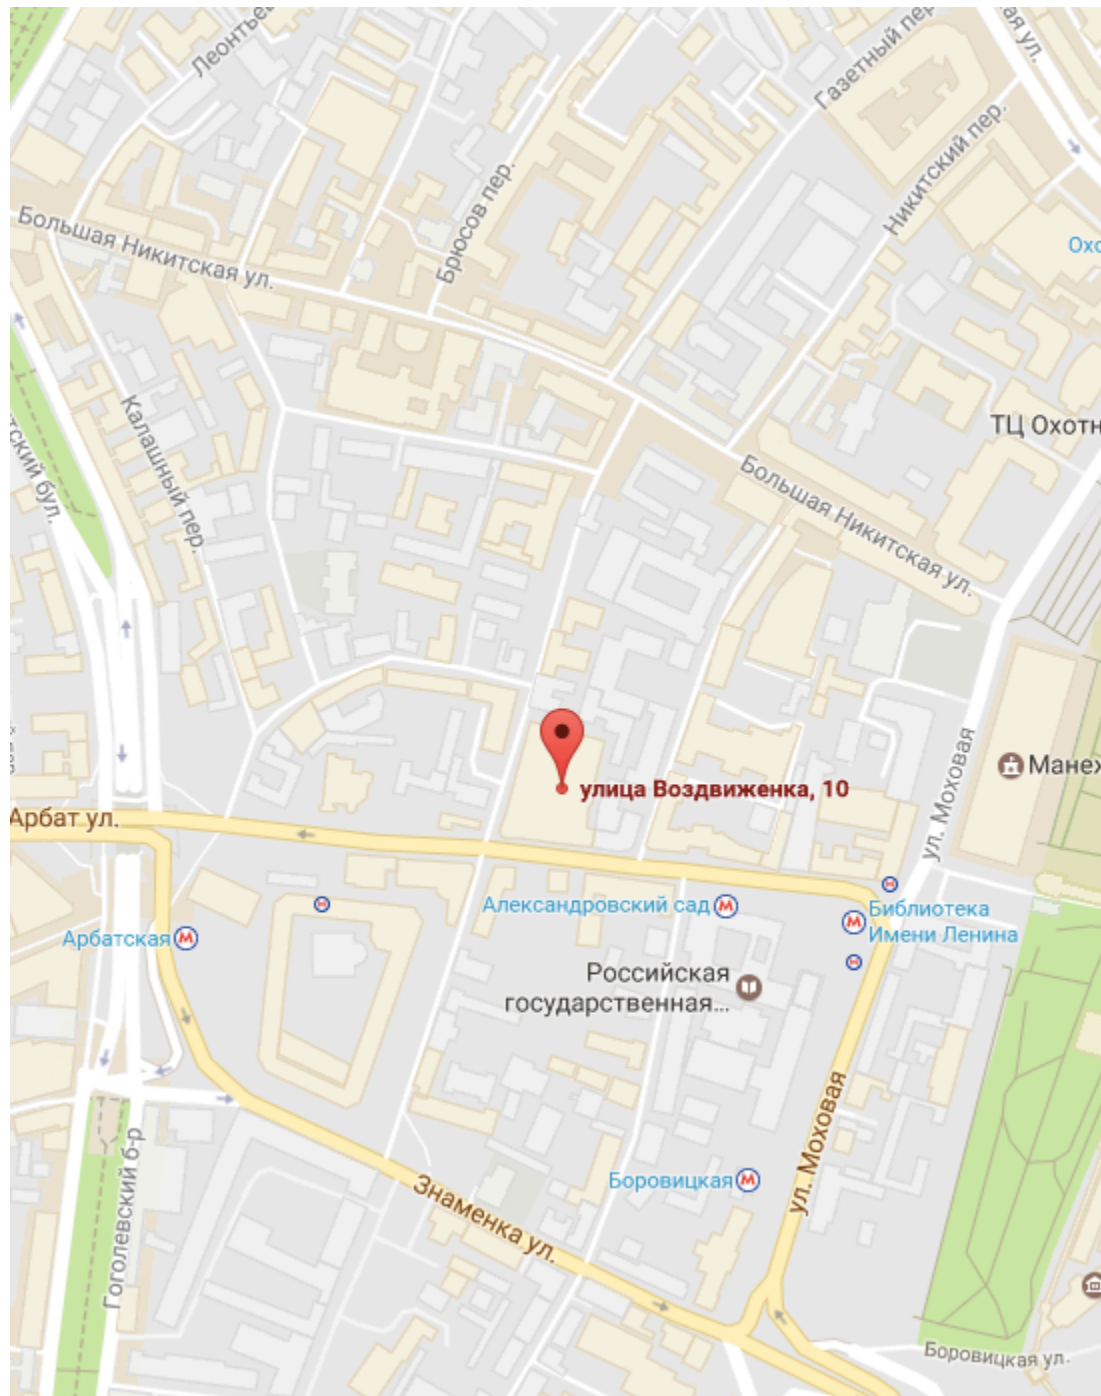 Леонтьев
Газетный пер.
ая ул.
Никитский пер.
Брюсов пер.
Большая Никитская ул.
Охо
Калашный пер.
ТЦ Охотн
тский бул.
Большая Никитская ул.
ул. Моховая
Манеж
улица Воздвиженка, 10
Арбат ул.
Александровский сад
Библиотека
Имени Ленина
Арбатская
Российская
государственная...
ул. Моховая
Гоголевский б-р
Боровицкая
Знаменка ул.
Боровицкая ул.